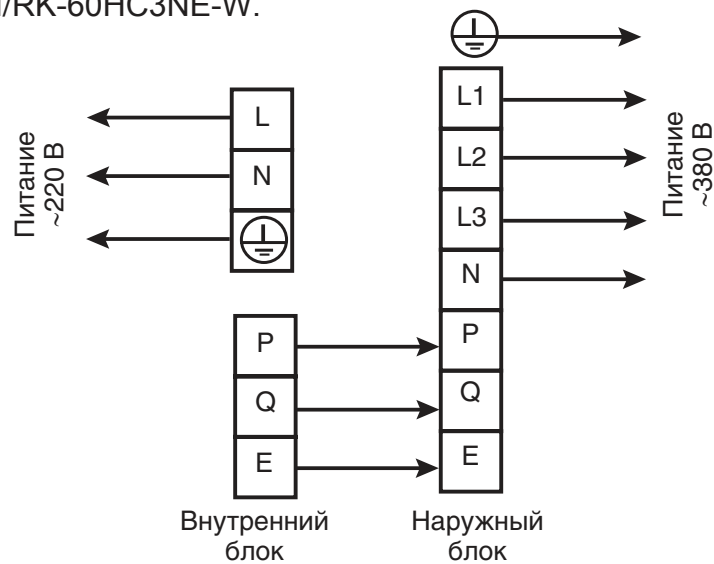 I/RK-60HC3NE-W.
L
N
Питание
~220 В
L1
L2
L3
N
P
Q
E
Питание
~380 В
P
Q
E
Внутренний
блок
Наружный
блок